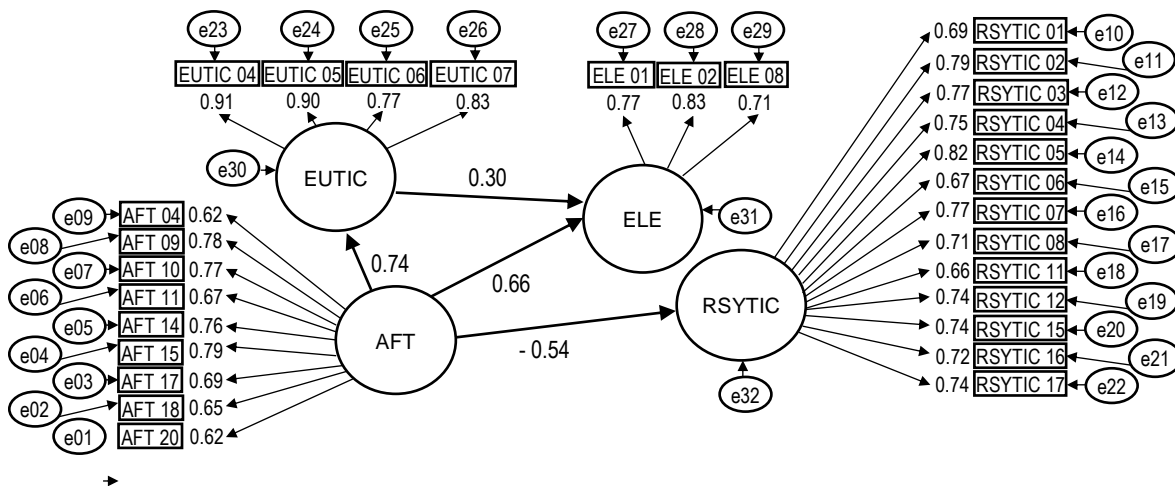 e23 e24 e25 e26
EUTIC 04 EUTIC 05 EUTIC 06 EUTIC 07
0.91 0.90 0.77 0.83
e30
EUTIC
e27 e28 e29
ELE 01 ELE 02 ELE 08
0.77 0.83 0.71
ELE
e31
0.30
0.74
0.66
- 0.54
e09 AFT 04 0.62
e08 AFT 09 0.78
e07 AFT 10 0.77
e06 AFT 11 0.67
e05 AFT 14 0.76
e04 AFT 15 0.79
e03 AFT 17 0.69
e02 AFT 18 0.65
e01 AFT 20 0.62
AFT
RSYTIC
e32
0.69 RSYTIC 01 e10
0.79 RSYTIC 02 e11
0.77 RSYTIC 03 e12
0.75 RSYTIC 04 e13
0.82 RSYTIC 05 e14
0.67 RSYTIC 06 e15
0.77 RSYTIC 07 e16
0.71 RSYTIC 08 e17
0.66 RSYTIC 11 e18
0.74 RSYTIC 12 e19
0.74 RSYTIC 15 e20
0.72 RSYTIC 16 e21
0.74 RSYTIC 17 e22